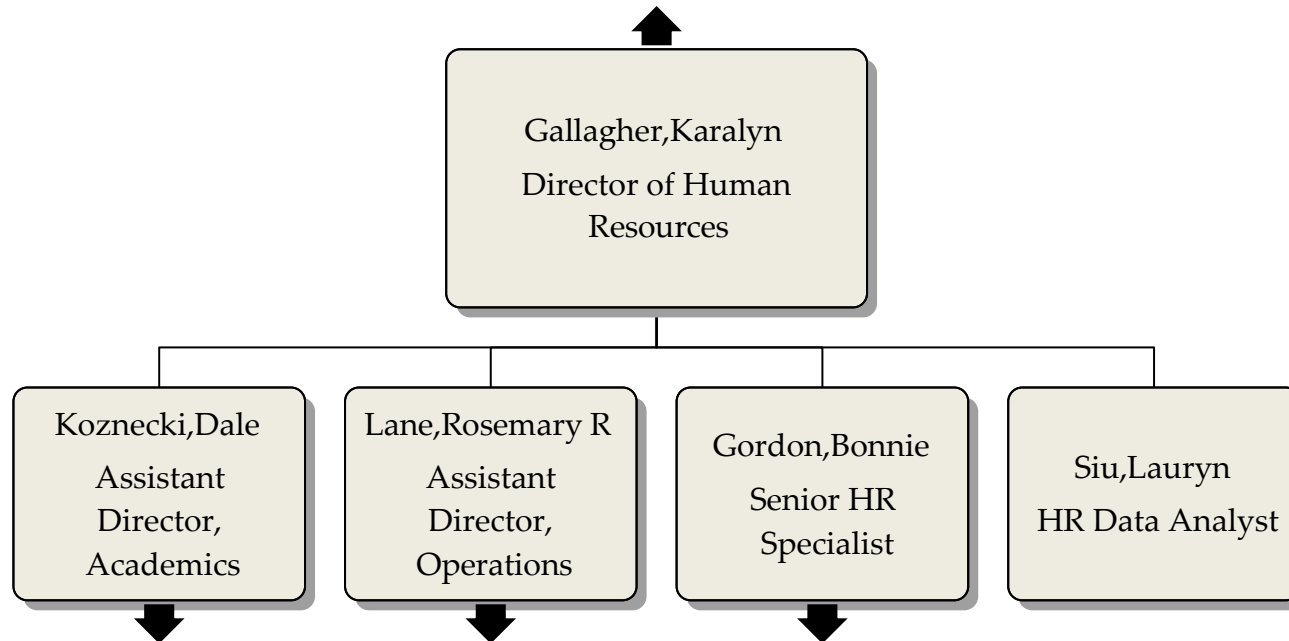 Gallagher,Karalyn
Director of Human
Resources
Koznecki,Dale
Assistant
Director,
Academics
Lane,Rosemary R
Assistant
Director,
Operations
Gordon,Bonnie
Senior HR
Specialist
Siu,Lauryn
HR Data Analyst